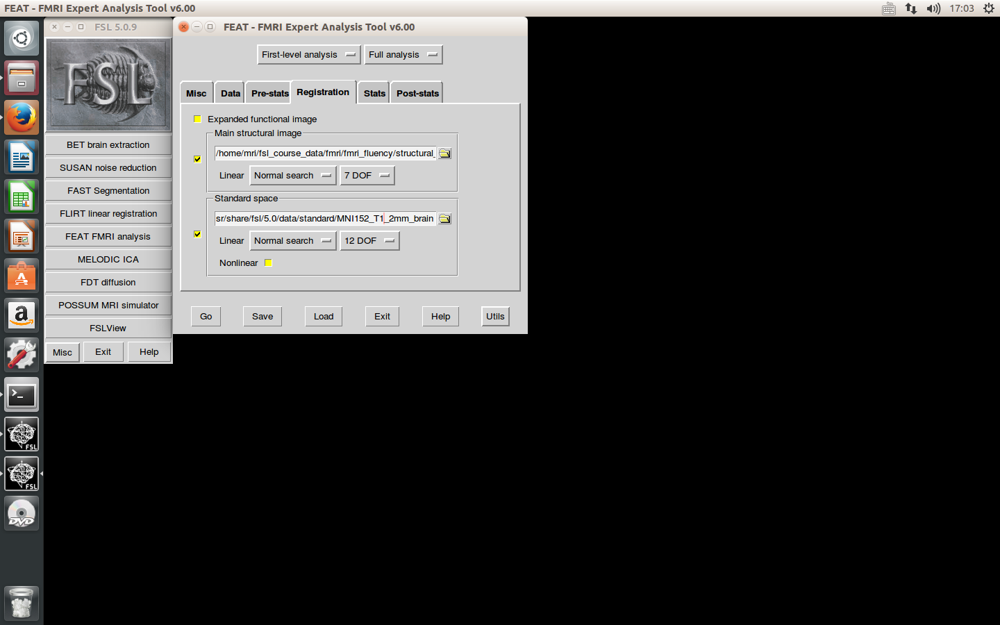 FEAT - FMRI Expert Analysis Tool v6.00
17:03
FSL 5.0.9
FSL
BET brain extraction
SUSAN noise reduction
FAST Segmentation
FLIRT linear registration
FEAT FMRI analysis
MELODIC ICA
FDT diffusion
POSSUM MRI simulator
FSLView
Misc Exit Help
FEAT - FMRI Expert Analysis Tool v6.00
First-level analysis Full analysis
Misc Data Pre-stats Registration Stats Post-stats
Expanded functional image
Main structural image
/home/mri/fsl_course_data/fmri/fmri_fluency/structural_
Linear Normal search 7 DOF
Standard space
sr/share/fsl/5.0/data/standard/MNI152_T1_2mm_brain
Linear Normal search 12 DOF
Nonlinear
Go Save Load Exit Help Utils
A
a
>_
FSL
FSL
DVD